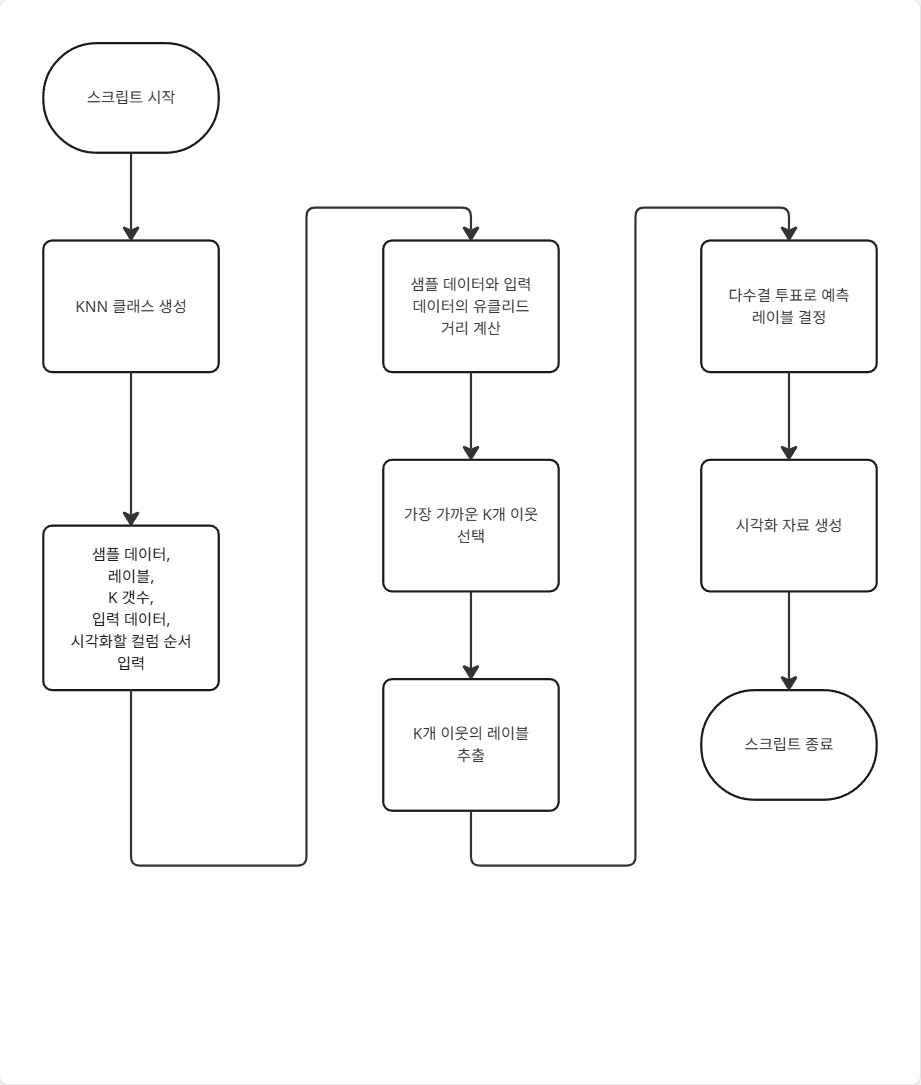 스크립트 시작
KNN 클래스 생성
샘플 데이터,
레이블,
K 갯수,
입력 데이터,
시각화할 컬럼 순서
입력
샘플 데이터와 입력
데이터의 유클리드
거리 계산
가장 가까운 K개 이웃
선택
K개 이웃의 레이블
추출
다수결 투표로 예측
레이블 결정
시각화 자료 생성
스크립트 종료